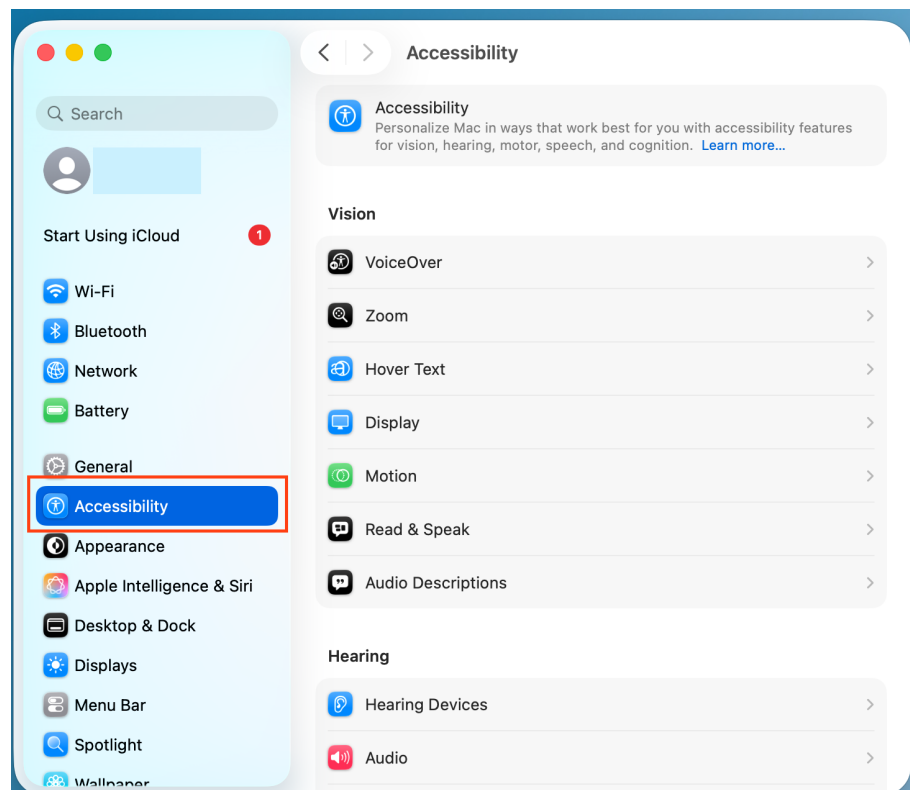 Search
Start Using iCloud
1
Wi-Fi
Bluetooth
Network
Battery
General
Accessibility
Appearance
Apple Intelligence & Siri
Desktop & Dock
Displays
Menu Bar
Spotlight
Wallpaper
Accessibility
Accessibility
Personalize Mac in ways that work best for you with accessibility features
for vision, hearing, motor, speech, and cognition. Learn more...
Vision
VoiceOver
Zoom
Hover Text
Display
Motion
Read & Speak
Audio Descriptions
Hearing
Hearing Devices
Audio